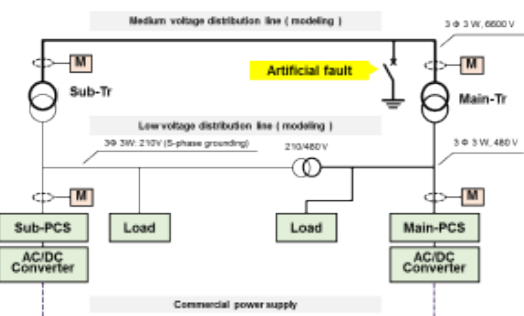 Medium voltage distribution line ( modeling )
3 Φ 3 W, 6600 V
M
M
Artificial fault
Sub-Tr
Main-Tr
Low voltage distribution line ( modeling )
3Φ 3W: 210V (S-phase grounding)
210/480 V
3 Φ 3 W, 480 V
M
M
Sub-PCS
Load
Load
Main-PCS
AC/DC
Converter
AC/DC
Converter
Commercial power supply